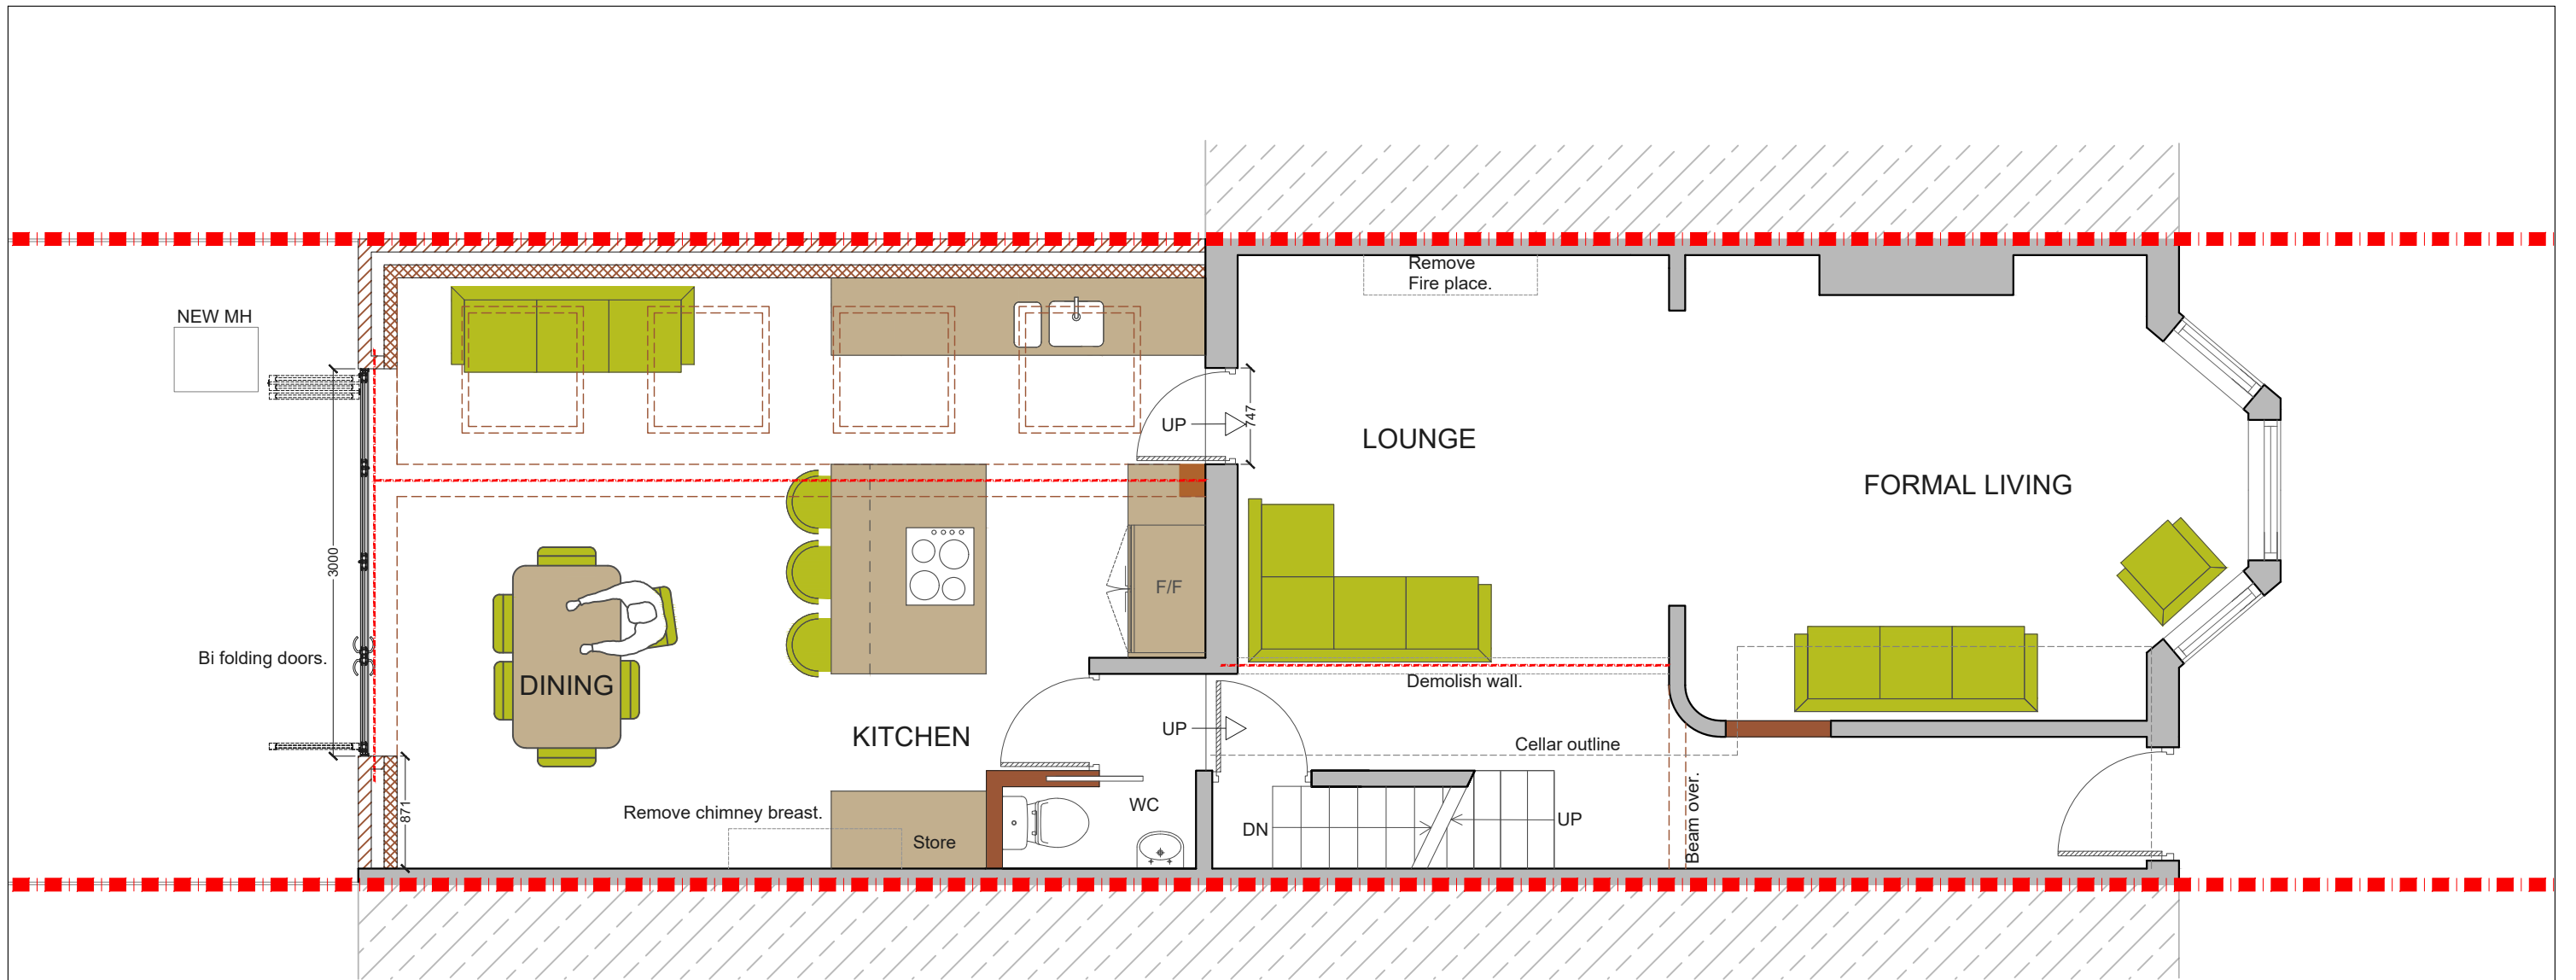 Remove
Fire place.
NEW MH
UP
747
LOUNGE
FORMAL LIVING
3000
F/F
Bi folding doors.
DINING
Demolish wall.
KITCHEN
UP
Cellar outline
871
Remove chimney breast.
WC
Store
DN
UP
Beam over.